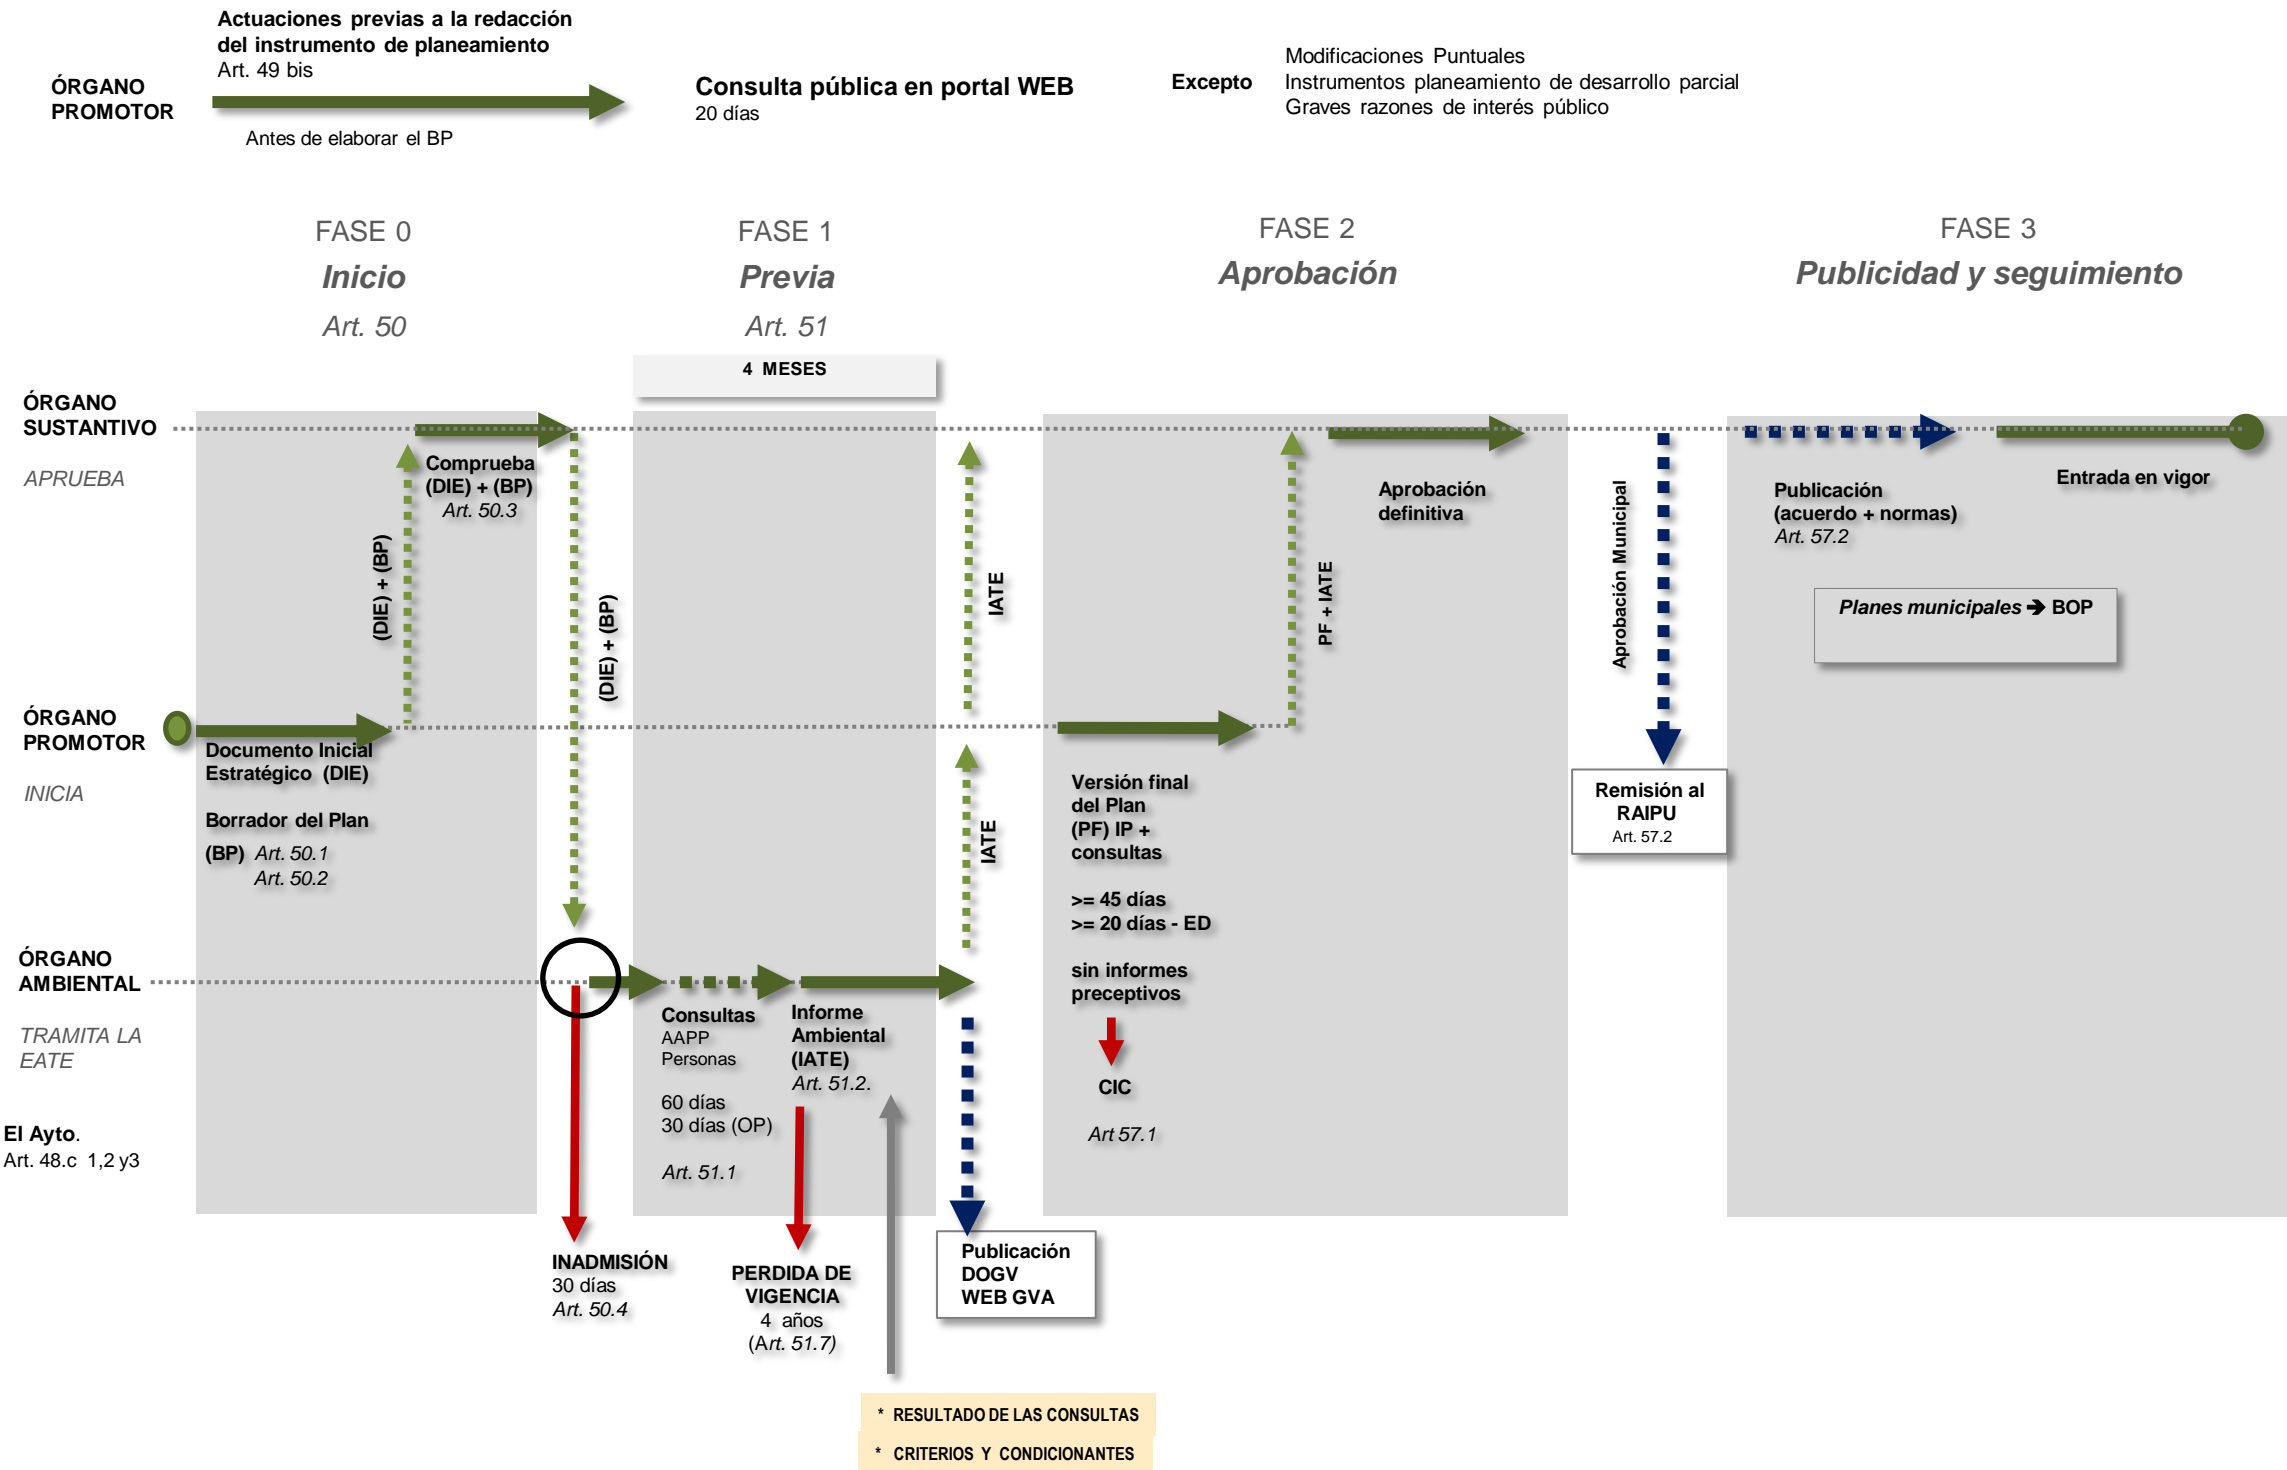 Actuaciones previas a la redacción
del instrumento de planeamiento
Art. 49 bis
ÓRGANO
PROMOTOR
Antes de elaborar el BP
Consulta pública en portal WEB
20 días
Excepto
Modificaciones Puntuales
Instrumentos planeamiento de desarrollo parcial
Graves razones de interés público
FASE 0
Inicio
Art. 50
FASE 1
Previa
Art. 51
4 MESES
FASE 2
Aprobación
FASE 3
Publicidad y seguimiento
ÓRGANO
SUSTANTIVO
APRUEBA
Comprueba
(DIE) + (BP)
Art. 50.3
(DIE) + (BP)
(DIE) + (BP)
IATE
PF + IATE
Aprobación
definitiva
Aprobación Municipal
Publicación
(acuerdo + normas)
Art. 57.2
Entrada en vigor
Planes municipales ➔ BOP
ÓRGANO
PROMOTOR
INICIA
Documento Inicial
Estratégico (DIE)
Borrador del Plan
(BP) Art. 50.1
Art. 50.2
IATE
Versión final
del Plan
(PF) IP +
consultas
>= 45 días
>= 20 días - ED
sin informes
preceptivos
CIC
Art 57.1
Remisión al
RAIPU
Art. 57.2
ÓRGANO
AMBIENTAL
TRAMITA LA
EATE
El Ayto.
Art. 48.c 1,2 y3
Consultas
AAPP
Personas
60 días
30 días (OP)
Art. 51.1
Informe
Ambiental
(IATE)
Art. 51.2.
INADMISIÓN
30 días
Art. 50.4
PERDIDA DE
VIGENCIA
4 años
(Art. 51.7)
Publicación
DOGV
WEB GVA
* RESULTADO DE LAS CONSULTAS
* CRITERIOS Y CONDICIONANTES